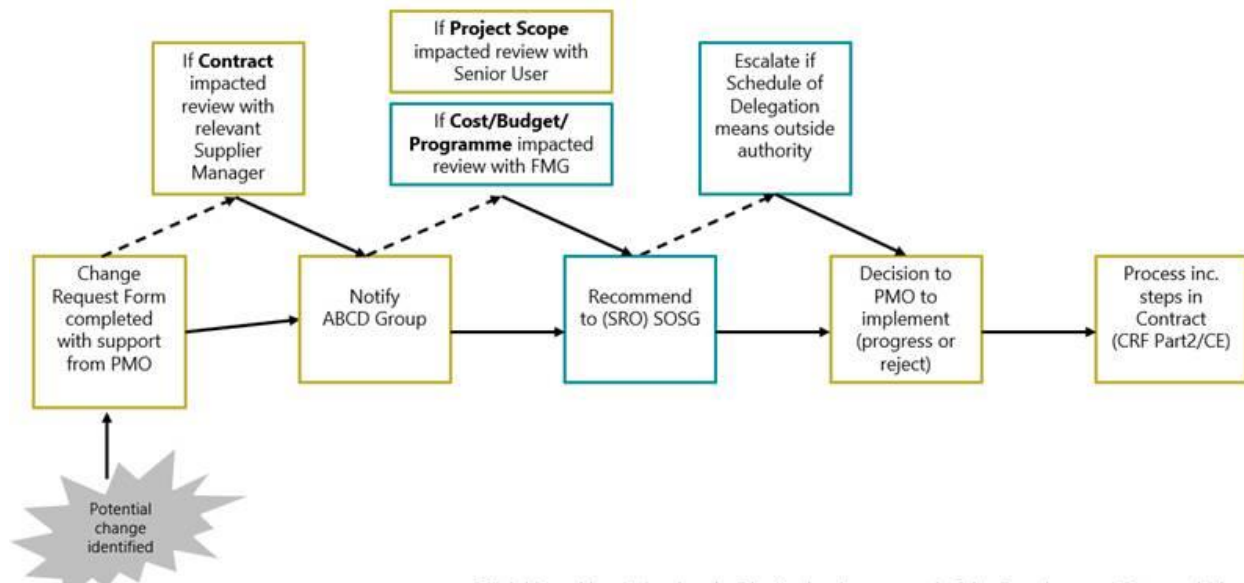 If Contract
impacted
review with
relevant
Supplier
Manager
If Project Scope
impacted review with
Senior User
If Cost/Budget/
Programme impacted
review with FMG
Escalate if
Schedule of
Delegation
means outside
authority
Change
Request Form
completed
with support
from PMO
Notify
ABCD Group
Recommend
to (SRO) SOSG
Decision to
PMO to
implement
(progress or
reject)
Process inc.
steps in
Contract
(CRF Part2/CE)
Potential
change
identified